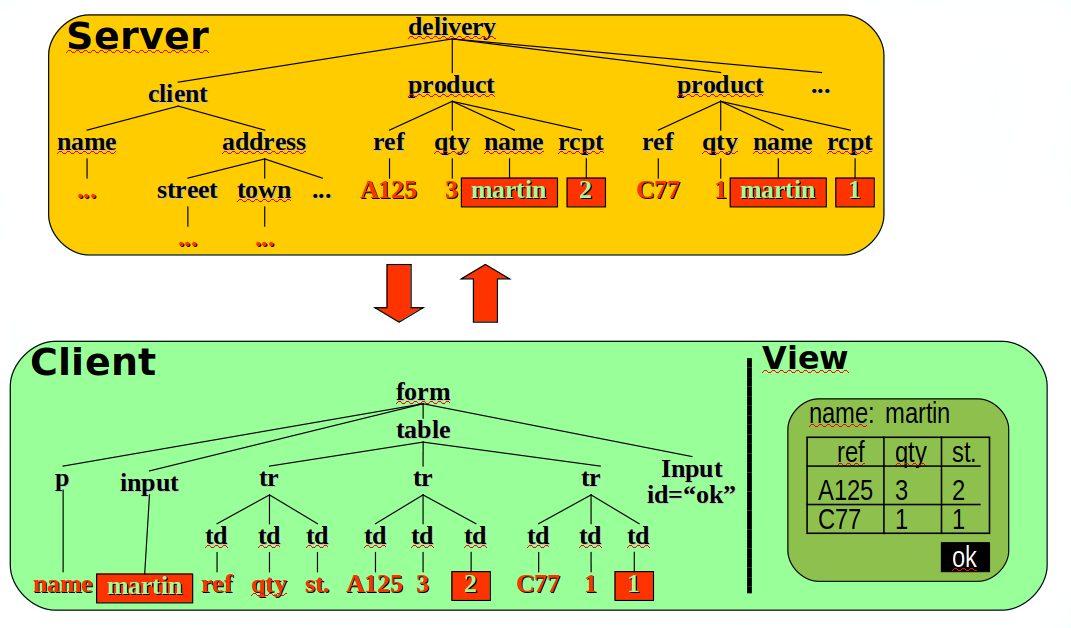 Server
delivery
client product product ...
name address ref qty name rcpt ref qty name rcpt
... street town ... A125 3 martin 2 C77 1 martin 1
... ...
Client
View
form
table
p input tr tr tr Input
id=“ok”
td td td td td td td td td
name martin ref qty st. A125 3 2 C77 1 1
name: martin
ref qty st.
A125 3 2
C77 1 1
ok